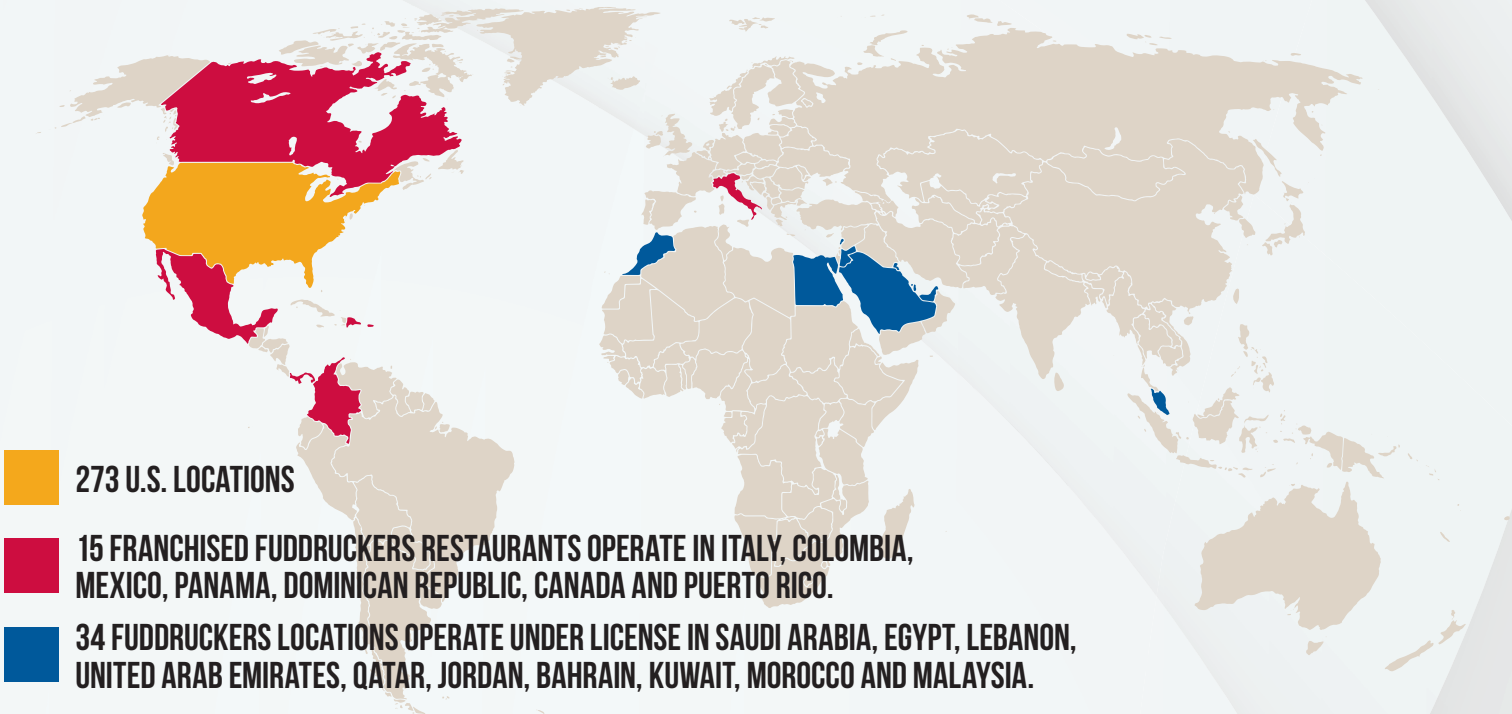 273 U.S. LOCATIONS
15 FRANCHISED FUDDRUCKERS RESTAURANTS OPERATE IN ITALY, COLOMBIA,
MEXICO, PANAMA, DOMINICAN REPUBLIC, CANADA AND PUERTO RICO.
34 FUDDRUCKERS LOCATIONS OPERATE UNDER LICENSE IN SAUDI ARABIA, EGYPT, LEBANON,
UNITED ARAB EMIRATES, QATAR, JORDAN, BAHRAIN, KUWAIT, MOROCCO AND MALAYSIA.